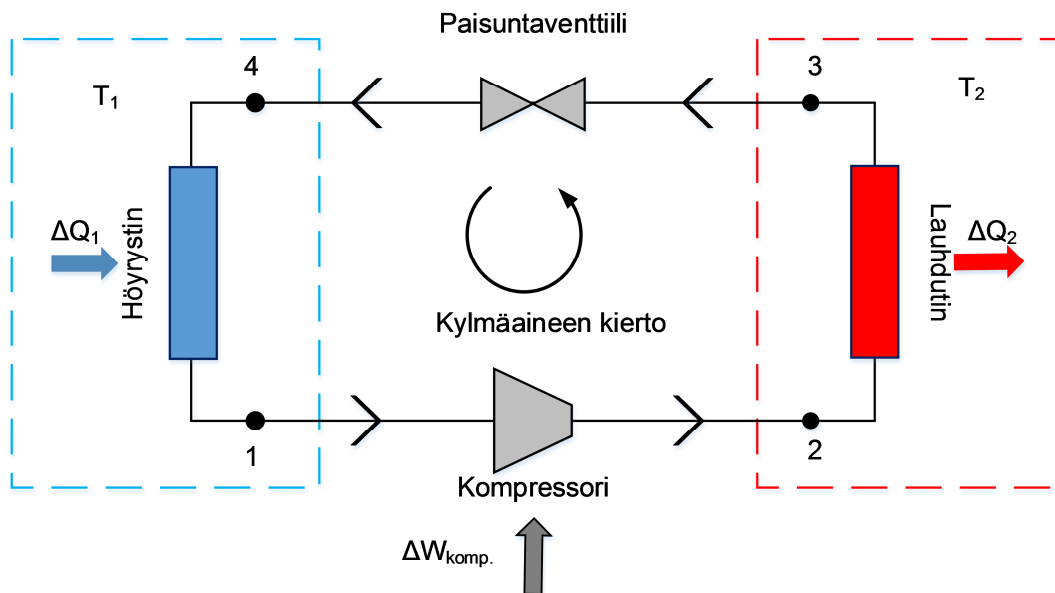 Paisuntaventtiili
4
3
T₁
T₂
ΔQ₁
Höyrystin
Lauhdutin
ΔQ₂
Kylmäaineen kierto
1
2
Kompressori
ΔWkomp.